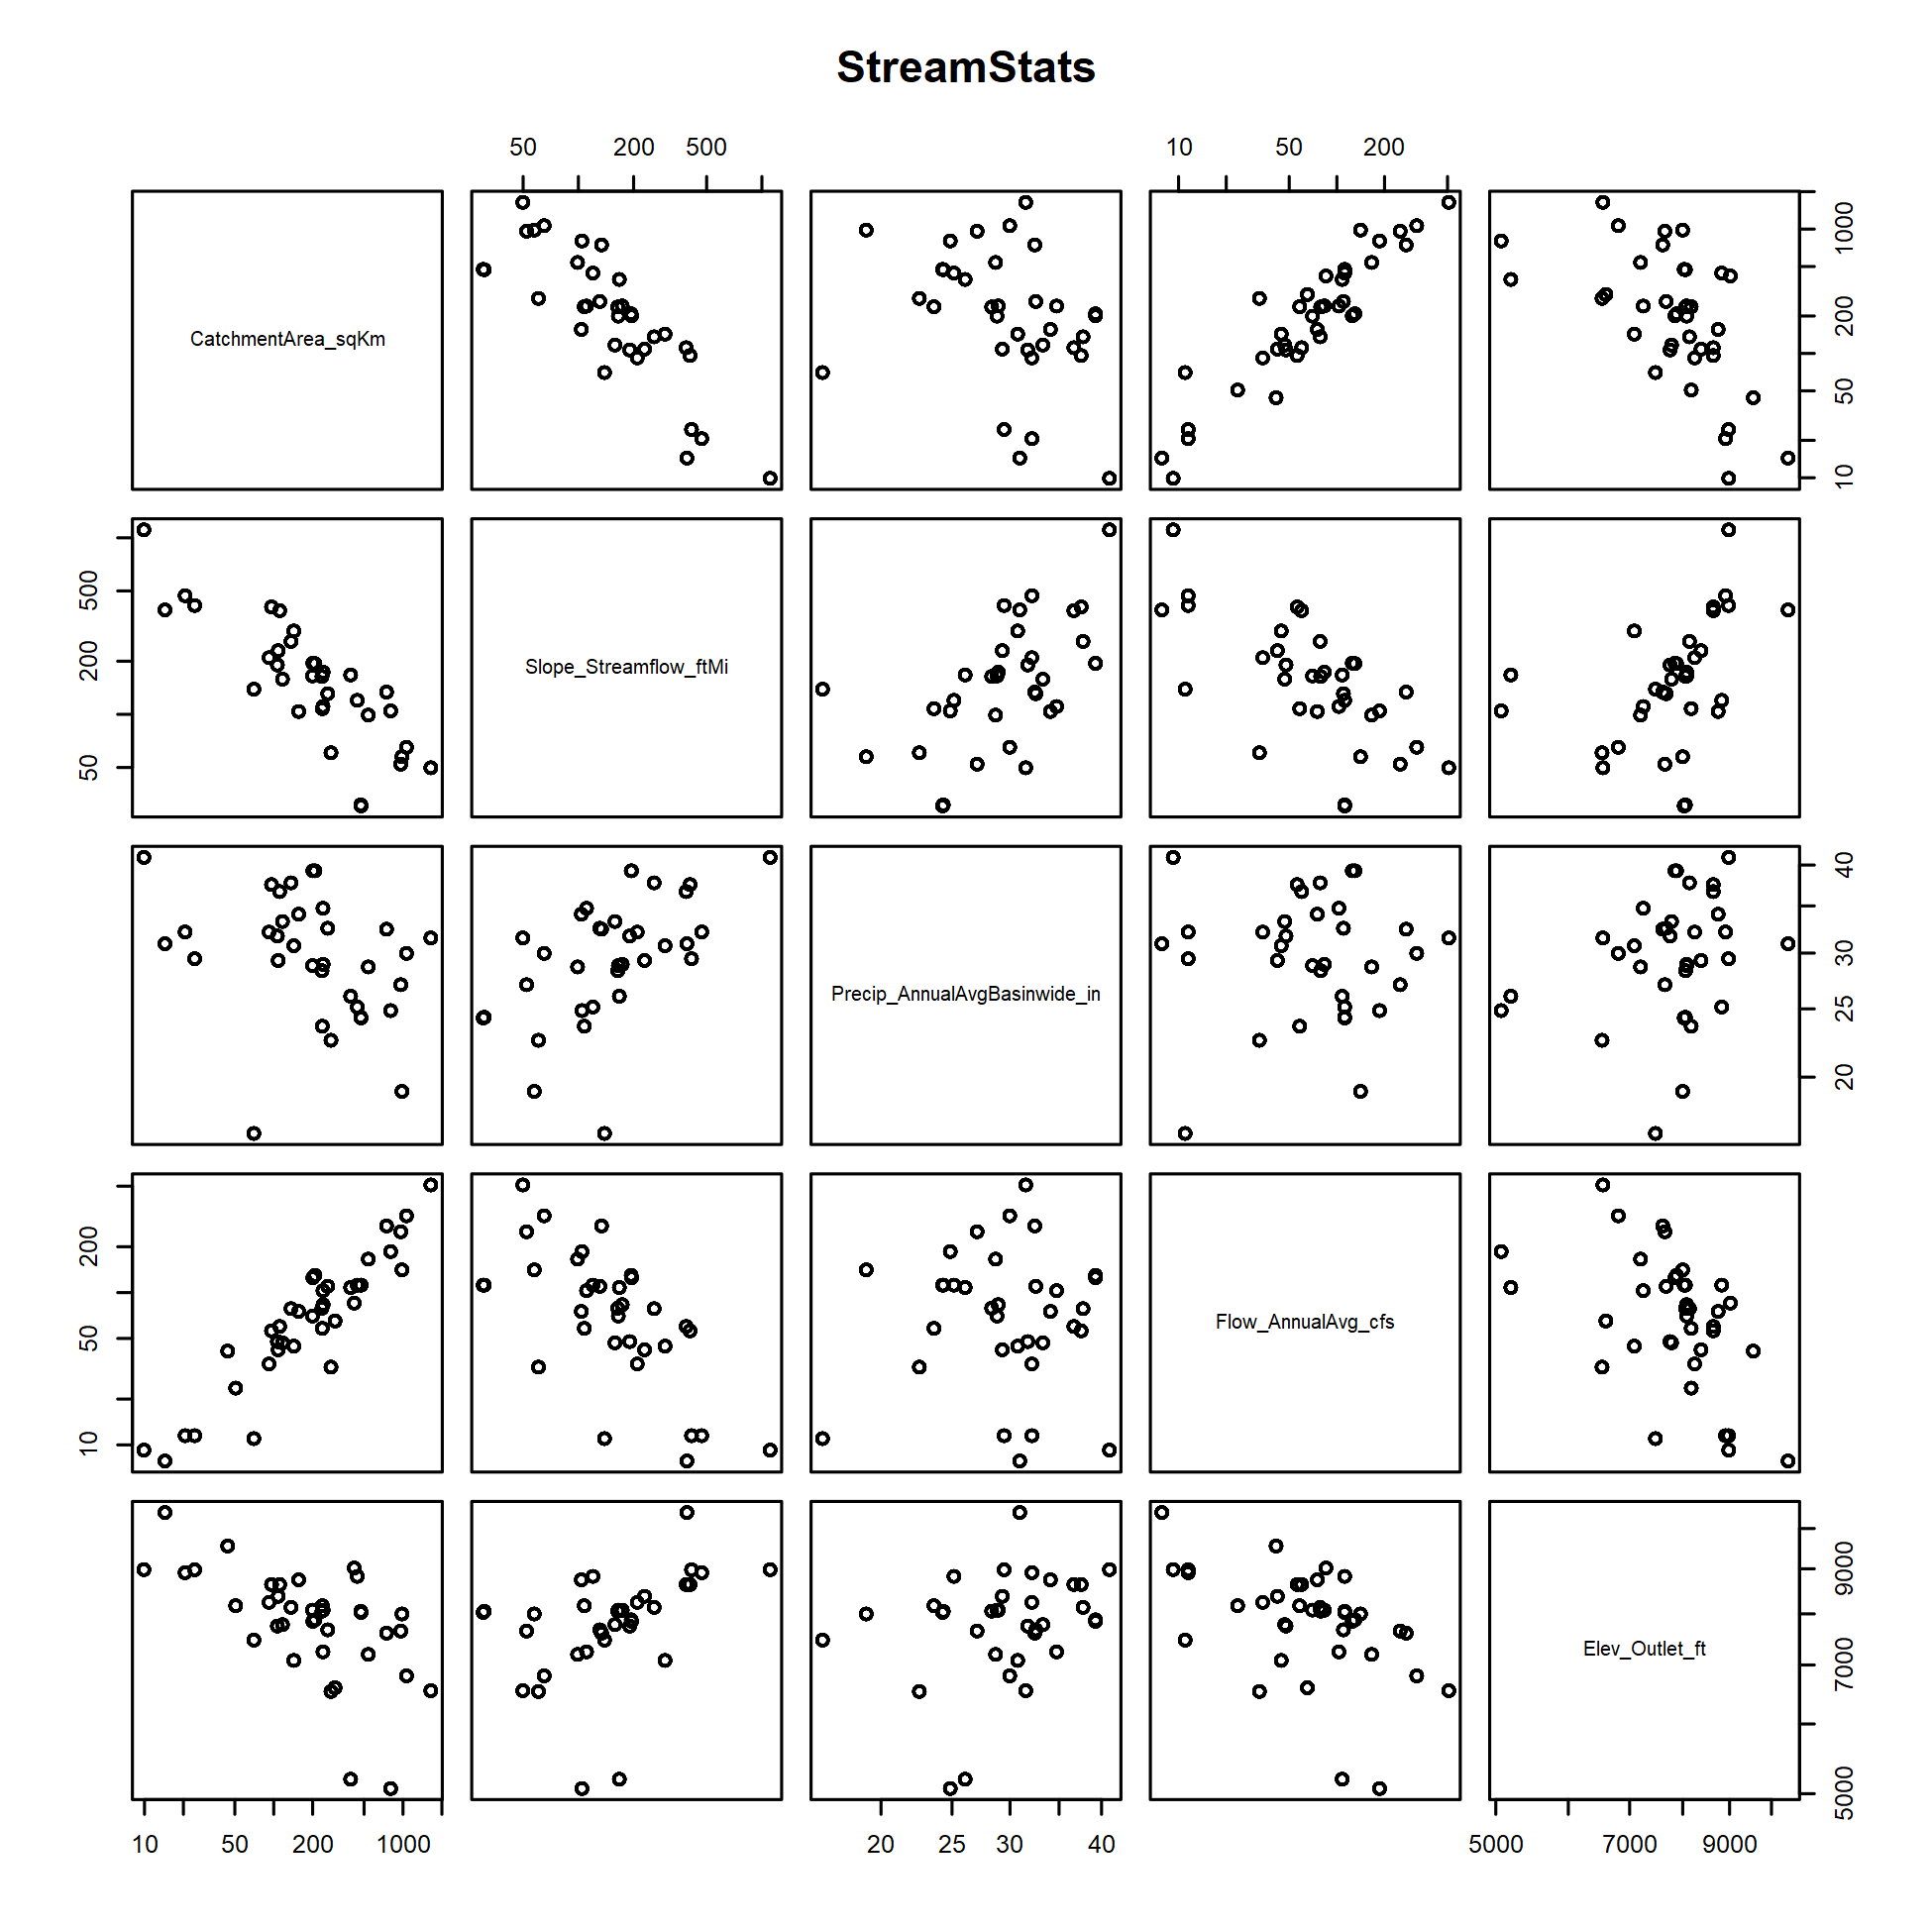 StreamStats
50 200 500
10 50 200
CatchmentArea_sqKm
10 50 200 1000
Slope_Streamflow_ftMi
50 200 500
Precip_AnnualAvgBasinwide_in
20 25 30 40
Flow_AnnualAvg_cfs
10 50 200
Elev_Outlet_ft
5000 7000 9000
10 50 200 1000
20 25 30 40
5000 7000 9000